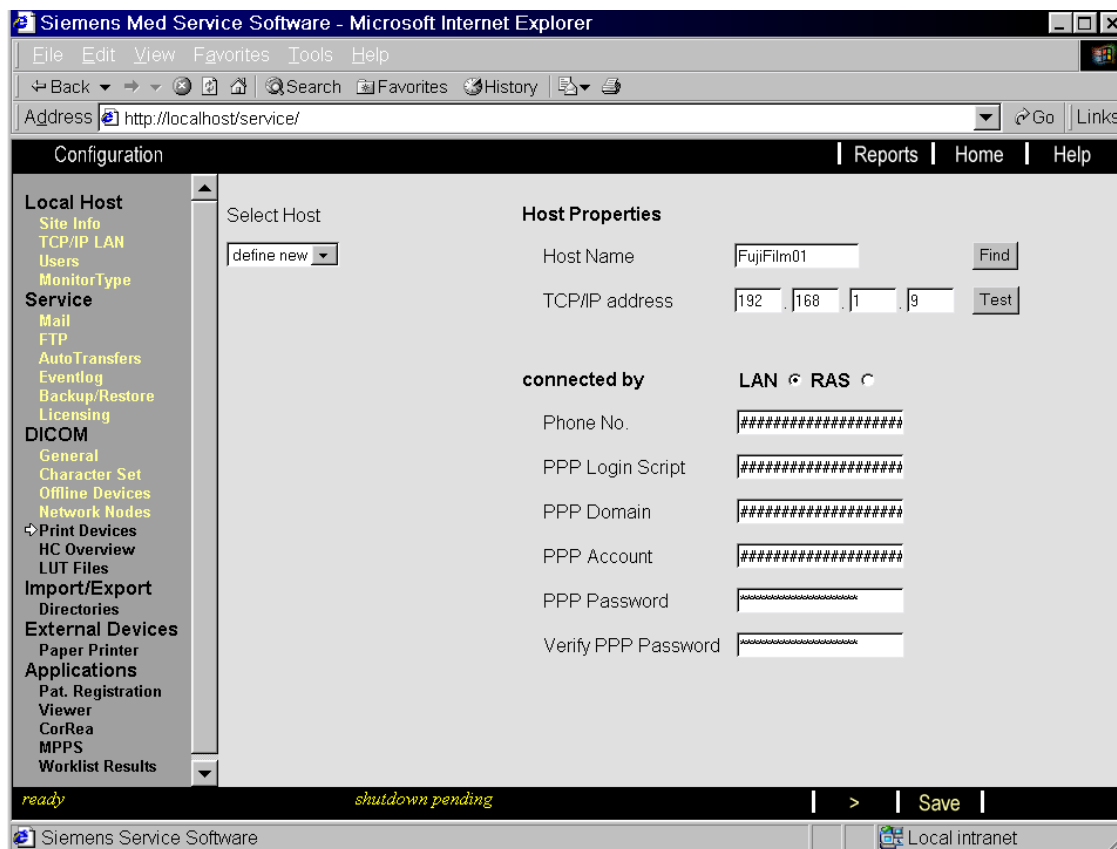 Siemens Med Service Software - Microsoft Internet Explorer
File Edit View Favorites Tools Help
Back Search Favorites History
Address http://localhost/service/ Go Links
Configuration Reports Home Help
Local Host
Site Info
TCP/IP LAN
Users
MonitorType
Service
Mail
FTP
AutoTransfers
Eventlog
Backup/Restore
Licensing
DICOM
General
Character Set
Offline Devices
Network Nodes
Print Devices
HC Overview
LUT Files
Import/Export
Directories
External Devices
Paper Printer
Applications
Pat. Registration
Viewer
CorRea
MPPS
Worklist Results
Select Host
define new
Host Properties
Host Name FujiFilm01 Find
TCP/IP address 192 . 168 . 1 . 9 Test
connected by LAN RAS
Phone No. ####################
PPP Login Script ####################
PPP Domain ####################
PPP Account ####################
PPP Password ********************
Verify PPP Password ********************
ready shutdown pending > Save
Siemens Service Software Local intranet